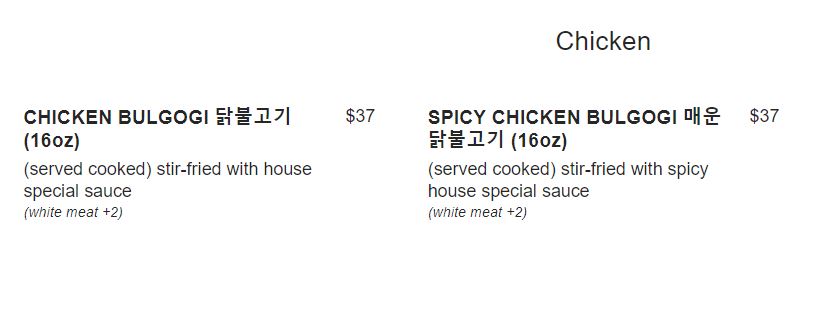 Chicken
CHICKEN BULGOGI 닭불고기 $37
(16oz)
(served cooked) stir-fried with house
special sauce
(white meat +2)
SPICY CHICKEN BULGOGI 매운 $37
닭불고기 (16oz)
(served cooked) stir-fried with spicy
house special sauce
(white meat +2)